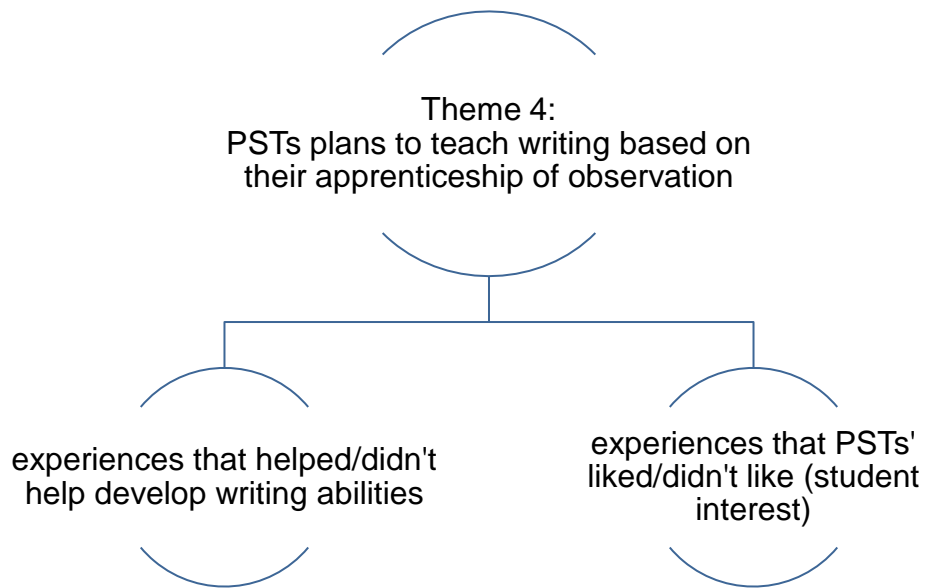 Theme 4:
PSTs plans to teach writing based on
their apprenticeship of observation
experiences that helped/didn't
help develop writing abilities
experiences that PSTs'
liked/didn't like (student
interest)